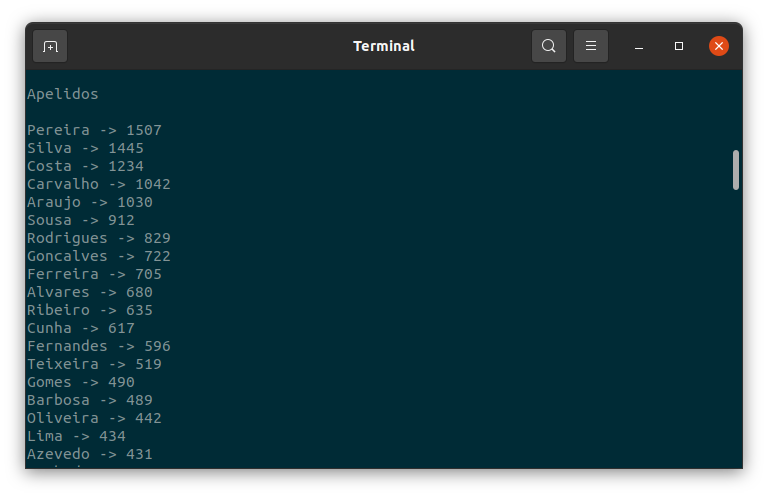 Terminal
Apelidos
Pereira -> 1507
Silva -> 1445
Costa -> 1234
Carvalho -> 1042
Araujo -> 1030
Sousa -> 912
Rodrigues -> 829
Goncalves -> 722
Ferreira -> 705
Alvares -> 680
Ribeiro -> 635
Cunha -> 617
Fernandes -> 596
Teixeira -> 519
Gomes -> 490
Barbosa -> 489
Oliveira -> 442
Lima -> 434
Azevedo -> 431